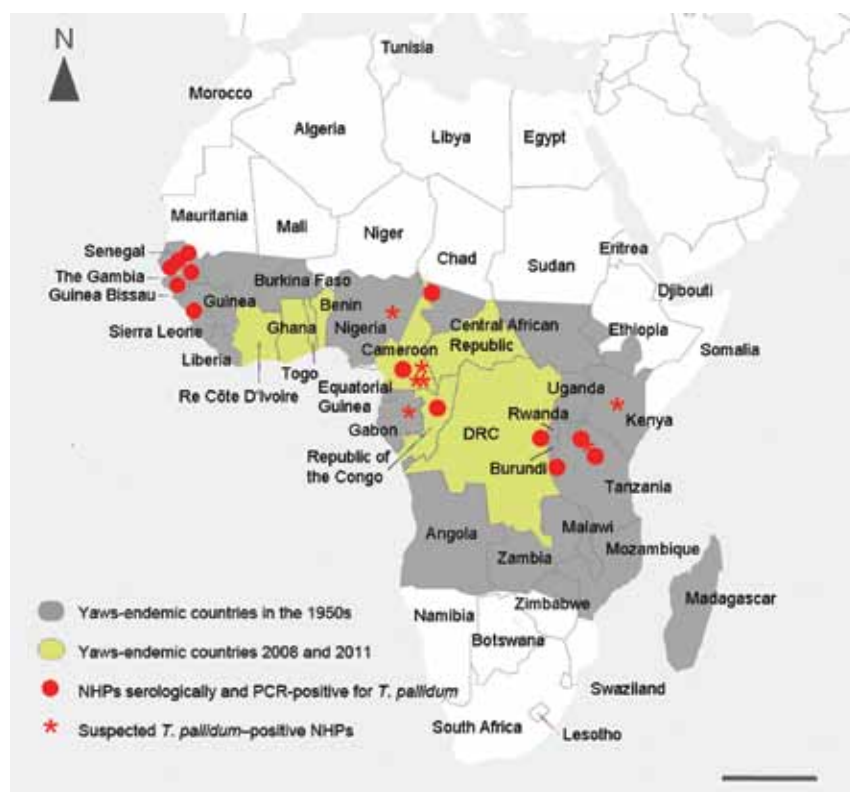 N
Tunisia
Morocco
Algeria
Libya
Egypt
Mauritania
Mali
Niger
Chad
Sudan
Eritrea
Djibouti
Senegal
The Gambia
Guinea Bissau
Guinea
Burkina Faso
Benin
Nigeria
Ghana
Sierra Leone
Liberia
Togo
Re Côte D'Ivoire
Central African
Republic
Cameroon
Ethiopia
Somalia
Equatorial
Guinea
Gabon
Republic of
the Congo
DRC
Uganda
Rwanda
Kenya
Burundi
Tanzania
Angola
Malawi
Zambia
Mozambique
Zimbabwe
Madagascar
Namibia
Botswana
Swaziland
South Africa
Lesotho
Yaws-endemic countries in the 1950s
Yaws-endemic countries 2008 and 2011
NHPs serologically and PCR-positive for T. pallidum
Suspected T. pallidum–positive NHPs